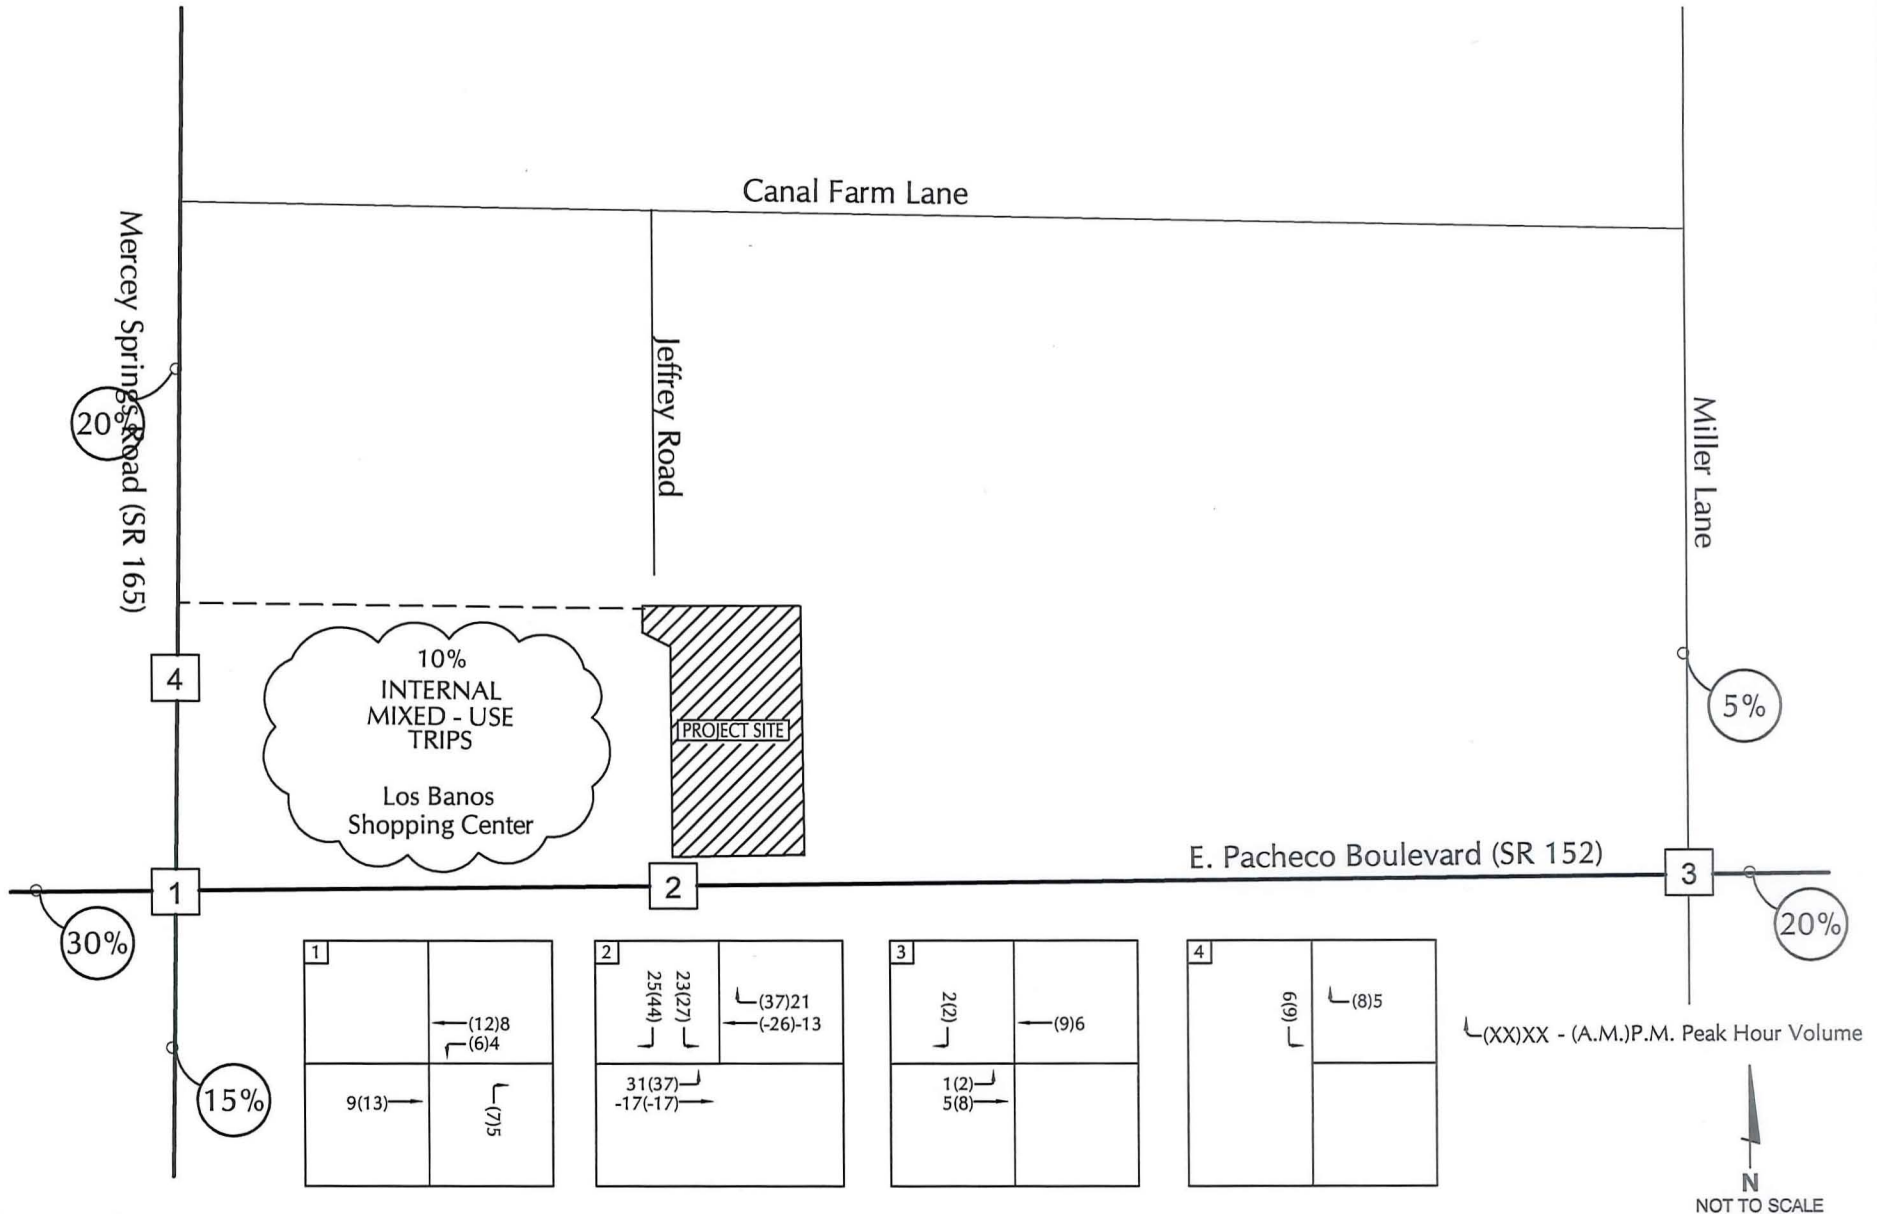 Canal Farm Lane
Mercey Springs Road (SR 165)
Jeffrey Road
Miller Lane
20%
4
10%
INTERNAL
MIXED - USE
TRIPS
Los Banos
Shopping Center
PROJECT SITE
5%
E. Pacheco Boulevard (SR 152)
1
2
3
30%
20%
15%
1
(12)8
(6)4
9(13)
(7)5
2
25(44)
23(27)
(37)21
(-26)-13
31(37)
-17(-17)
3
2(2)
(9)6
1(2)
5(8)
4
6(9)
(8)5
(XX)XX - (A.M.)P.M. Peak Hour Volume
N
NOT TO SCALE